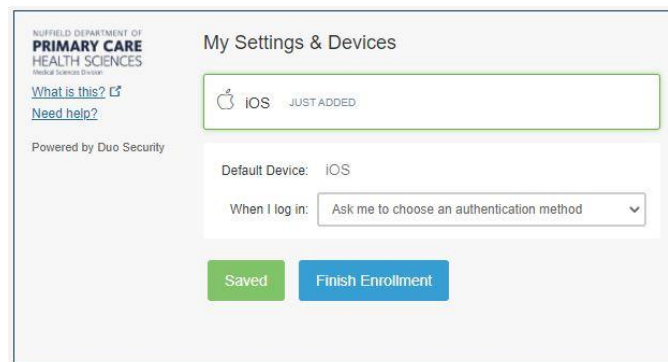 NUFFIELD DEPARTMENT OF
PRIMARY CARE
HEALTH SCIENCES
Medical Sciences Division
What is this?
Need help?
Powered by Duo Security
My Settings & Devices
iOS JUST ADDED
Default Device: iOS
When I log in: Ask me to choose an authentication method
Saved Finish Enrollment